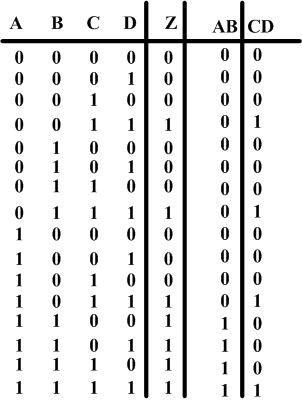 A B C D Z AB CD
0 0 0 0 0 0 0
0 0 0 1 0 0 0
0 0 1 0 0 0 0
0 0 1 1 1 0 1
0 1 0 0 0 0 0
0 1 0 1 0 0 0
0 1 1 0 0 0 0
0 1 1 1 1 0 1
1 0 0 0 0 0 0
1 0 0 1 0 0 0
1 0 1 0 0 0 0
1 0 1 1 1 0 1
1 1 0 0 1 1 0
1 1 0 1 1 1 0
1 1 1 0 1 1 0
1 1 1 1 1 1 1